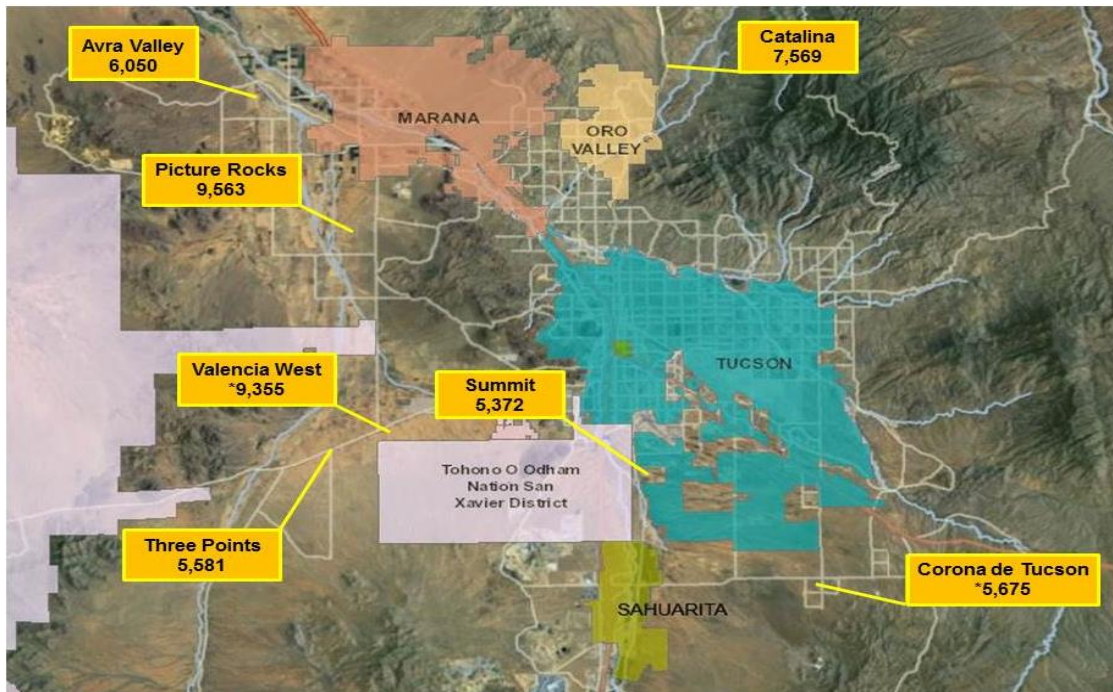 Avra Valley
6,050
Catalina
7,569
MARANA
ORO
VALLEY
Picture Rocks
9,563
Valencia West
*9,355
Summit
5,372
TUCSON
Tohono O Odham
Nation San
Xavier District
Three Points
5,581
Corona de Tucson
*5,675
SAHUARITA